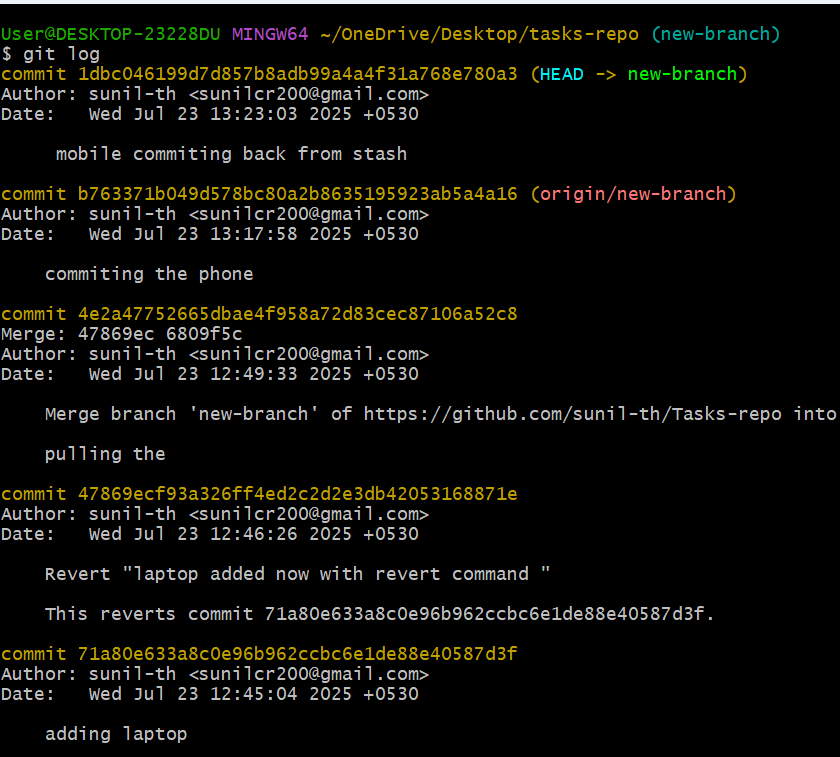 User@DESKTOP-23228DU MINGW64 ~/OneDrive/Desktop/tasks-repo (new-branch)
$ git log
commit 1dbc046199d7d857b8adb99a4a4f31a768e780a3 (HEAD -> new-branch)
Author: sunil-th <sunilcr200@gmail.com>
Date:   Wed Jul 23 13:23:03 2025 +0530
mobile commiting back from stash
commit b763371b049d578bc80a2b8635195923ab5a4a16 (origin/new-branch)
Author: sunil-th <sunilcr200@gmail.com>
Date:   Wed Jul 23 13:17:58 2025 +0530
commiting the phone
commit 4e2a47752665dbae4f958a72d83cec87106a52c8
Merge: 47869ec 6809f5c
Author: sunil-th <sunilcr200@gmail.com>
Date:   Wed Jul 23 12:49:33 2025 +0530
Merge branch 'new-branch' of https://github.com/sunil-th/Tasks-repo into
pulling the
commit 47869ecf93a326ff4ed2c2d2e3db42053168871e
Author: sunil-th <sunilcr200@gmail.com>
Date:   Wed Jul 23 12:46:26 2025 +0530
Revert "laptop added now with revert command "
This reverts commit 71a80e633a8c0e96b962ccbc6e1de88e40587d3f.
commit 71a80e633a8c0e96b962ccbc6e1de88e40587d3f
Author: sunil-th <sunilcr200@gmail.com>
Date:   Wed Jul 23 12:45:04 2025 +0530
adding laptop